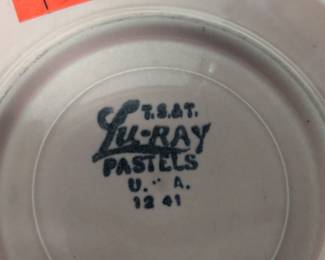 T.S.&T.
Lu-RAY
PASTELS
U. A.
12 41